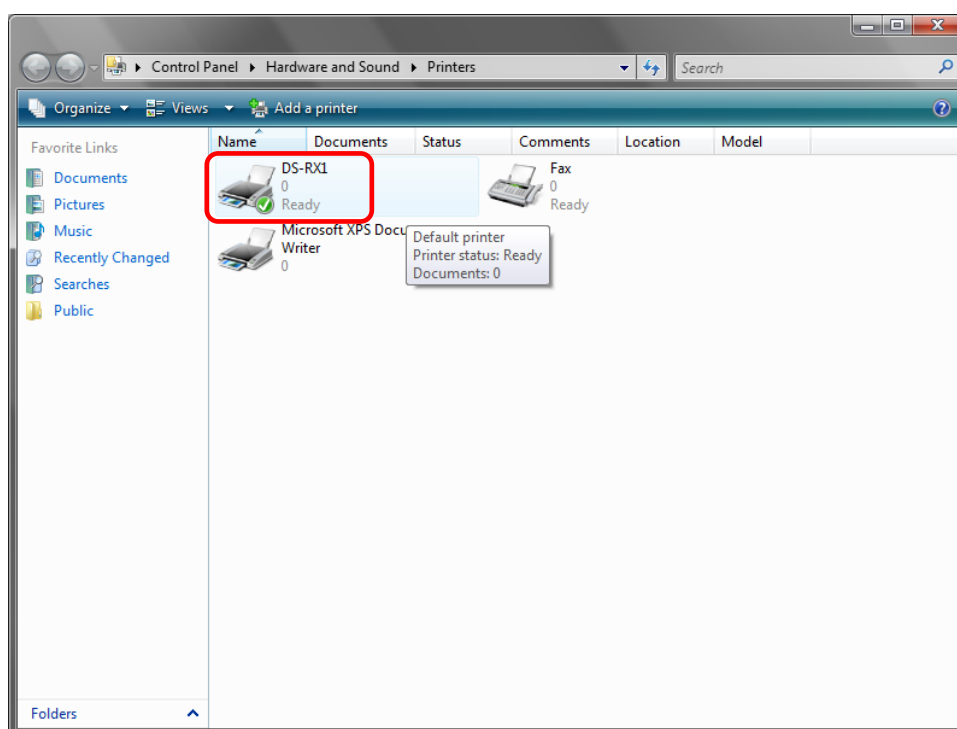 Control Panel Hardware and Sound Printers
Search
Organize Views Add a printer
Favorite Links
Documents
Pictures
Music
Recently Changed
Searches
Public
Folders
Name Documents Status Comments Location Model
DS-RX1
0
Ready
Fax
0
Ready
Microsoft XPS Docu
Writer
0
Default printer
Printer status: Ready
Documents: 0